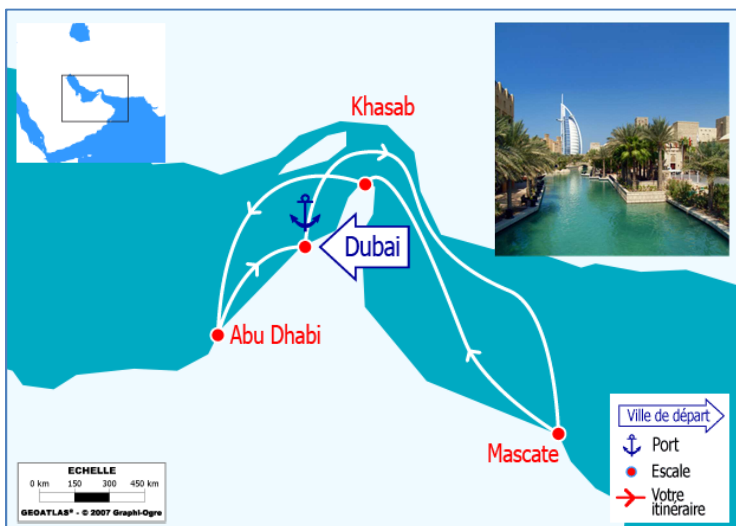 Khasab
Dubai
Abu Dhabi
Mascate
Ville de départ
Port
Escale
Votre
itinéraire
ECHELLE
0 km 150 300 450 km
GEOATLAS® - © 2007 Graphi-Ogre